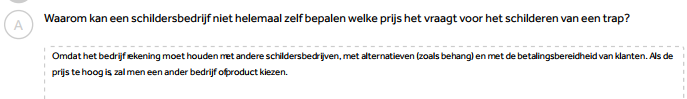 A Waarom kan een schildersbedrijf niet helemaal zelf bepalen welke prijs het vraagt voor het schilderen van een trap?
Omdat het bedrijf rekening moet houden met andere schildersbedrijven, met alternatieven (zoals behang) en met de betalingsbereidheid van klanten. Als de
prijs te hoog is, zal men een ander bedrijf of product kiezen.